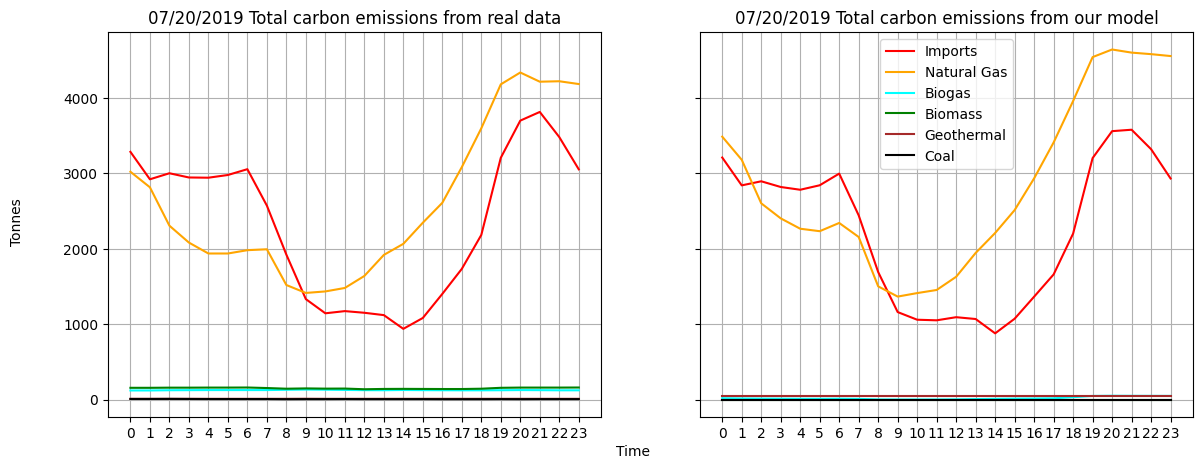 07/20/2019 Total carbon emissions from real data
07/20/2019 Total carbon emissions from our model
Tonnes
4000
3000
2000
1000
0
Imports
Natural Gas
Biogas
Biomass
Geothermal
Coal
0 1 2 3 4 5 6 7 8 9 10 11 12 13 14 15 16 17 18 19 20 21 22 23
0 1 2 3 4 5 6 7 8 9 10 11 12 13 14 15 16 17 18 19 20 21 22 23
Time